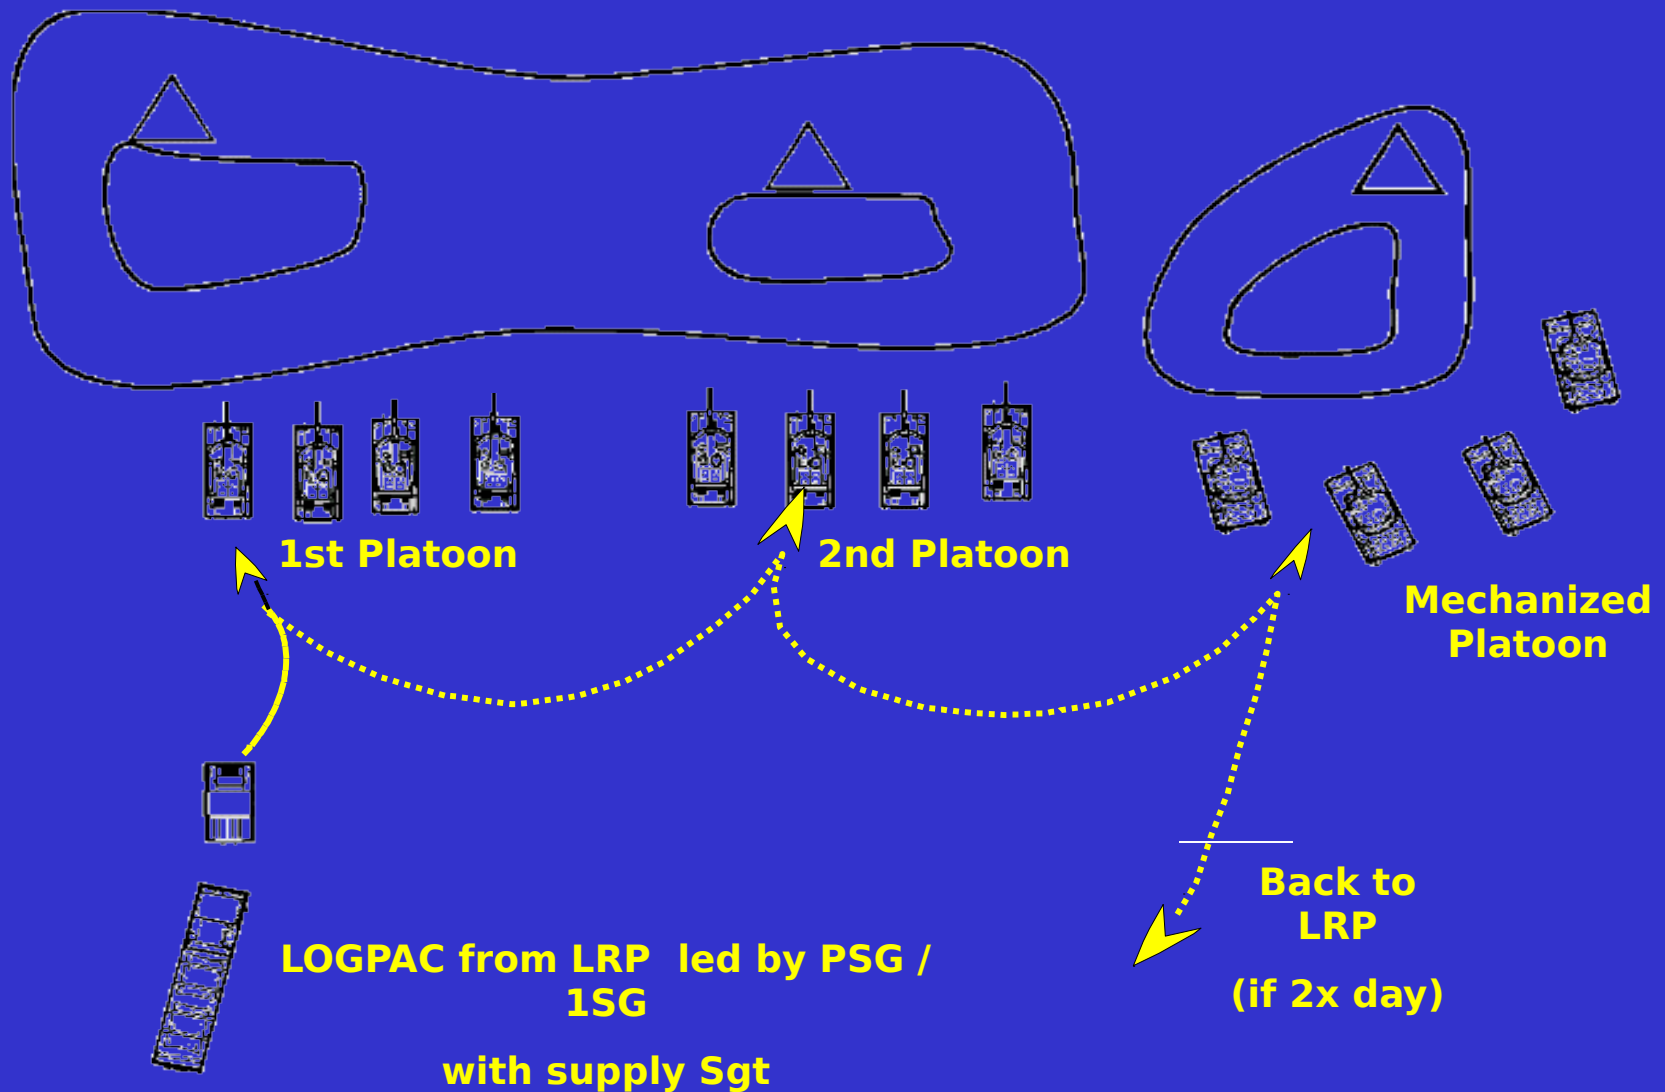 1st Platoon
2nd Platoon
Mechanized
Platoon
Back to
LRP
(if 2x day)
LOGPAC from LRP  led by PSG /
1SG
with supply Sgt